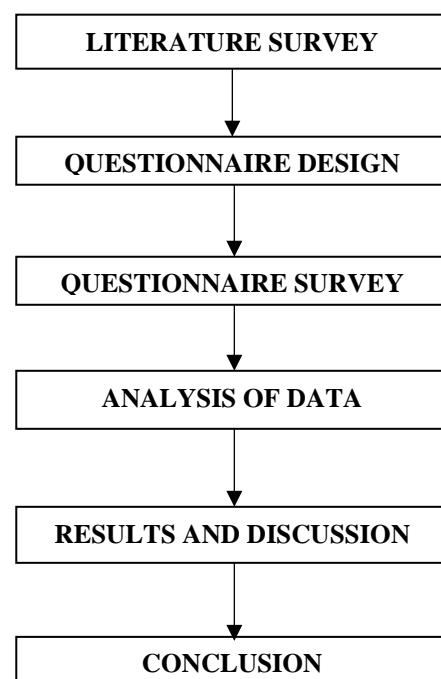 LITERATURE SURVEY
QUESTIONNAIRE DESIGN
QUESTIONNAIRE SURVEY
ANALYSIS OF DATA
RESULTS AND DISCUSSION
CONCLUSION